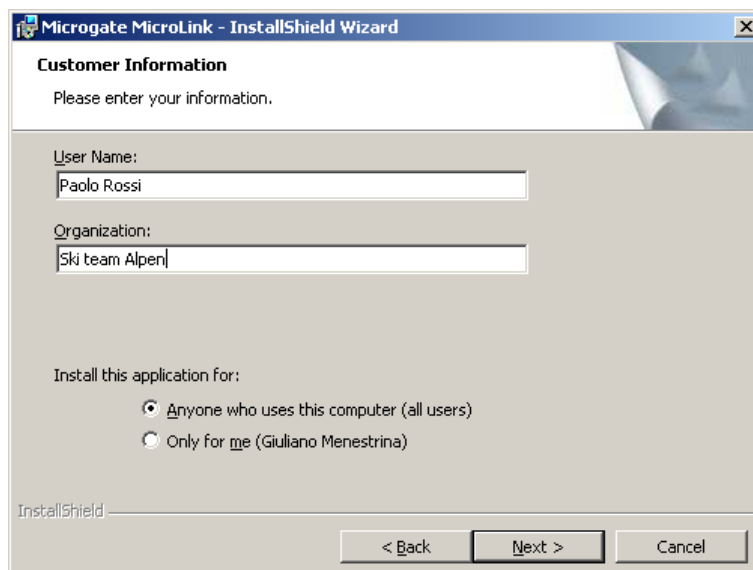 Microgate MicroLink - InstallShield Wizard
Customer Information
Please enter your information.
User Name:
Paolo Rossi
Organization:
Ski team Alpen
Install this application for:
Anyone who uses this computer (all users)
Only for me (Giuliano Menestrina)
InstallShield
< Back Next > Cancel